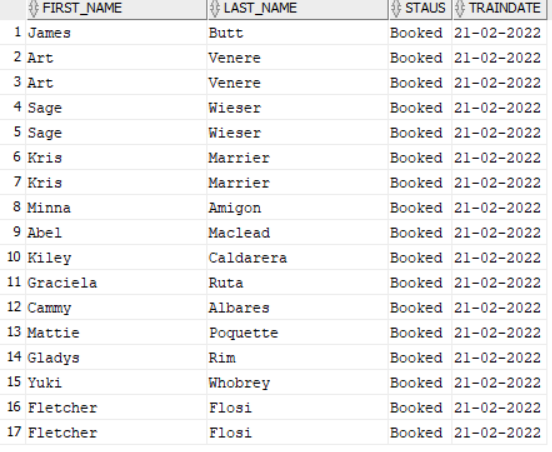 FIRST_NAME LAST_NAME STAUS TRAINDATE
1 James Butt Booked 21-02-2022
2 Art Venere Booked 21-02-2022
3 Art Venere Booked 21-02-2022
4 Sage Wieser Booked 21-02-2022
5 Sage Wieser Booked 21-02-2022
6 Kris Marrier Booked 21-02-2022
7 Kris Marrier Booked 21-02-2022
8 Minna Amigon Booked 21-02-2022
9 Abel Maclead Booked 21-02-2022
10 Kiley Caldarera Booked 21-02-2022
11 Graciela Ruta Booked 21-02-2022
12 Cammy Albares Booked 21-02-2022
13 Mattie Poquette Booked 21-02-2022
14 Gladys Rim Booked 21-02-2022
15 Yuki Whobrey Booked 21-02-2022
16 Fletcher Flosi Booked 21-02-2022
17 Fletcher Flosi Booked 21-02-2022